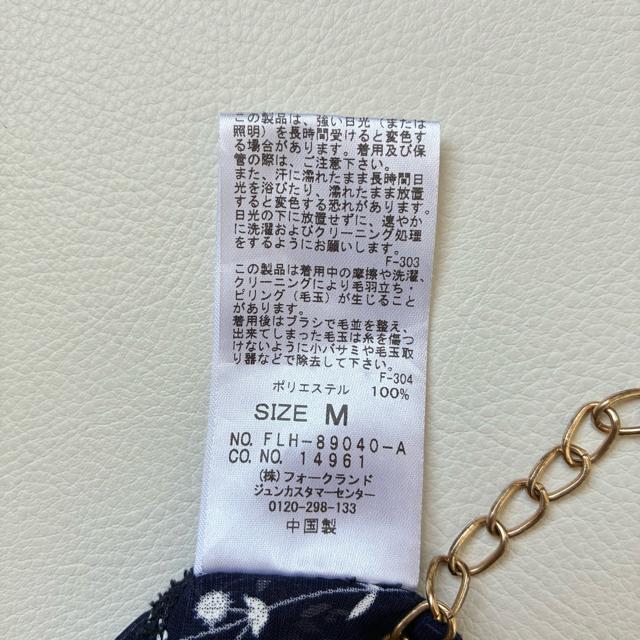 この製品は、強い日光（または
照明）を長時間受けると変色す
る場合があります。着用及び保
管の際は、ご注意下さい。
また、汗に濡れたまま長時間日
光を浴びたり、濡れたまま放置
すると変色する恐れがあります。
日光の下に放置せずに、速やか
に洗濯およびクリーニング処理
をするようにお願いします。
F-303
この製品は着用中の摩擦や洗濯、
クリーニングにより毛羽立ち・
ピリング（毛玉）が生じること
があります。
着用後はブラシで毛並を整え、
出来てしまった毛玉は糸を傷つ
けないように小バサミや毛玉取
り器などで除去して下さい。
F-304
ポリエステル 100%
SIZE M
NO. FLH-89040-A
CO. NO. 14961
(株)フォークランド
ジュンカスタマーセンター
0120-298-133
中国製